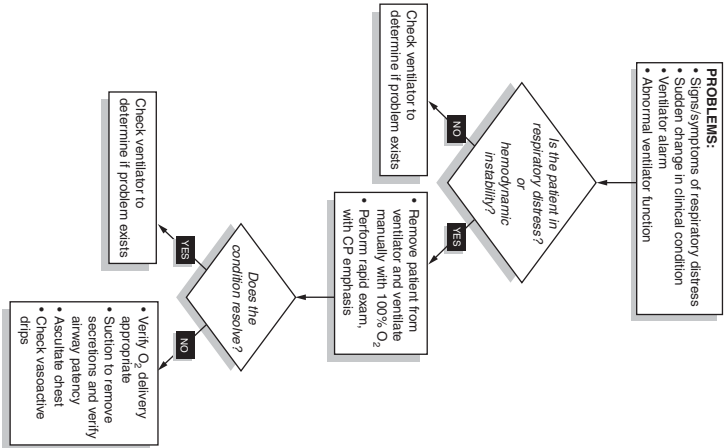 PROBLEMS:
• Signs/symptoms of respiratory distress
• Sudden change in clinical condition
• Ventilator alarm
• Abnormal ventilator function
Is the patient in
respiratory distress?
or
hemodynamic
instability?
NO
Check ventilator to
determine if problem exists
YES
• Remove patient from
ventilator and ventilate
manually with 100% O₂
• Perform rapid exam,
with CP emphasis
Does the
condition resolve?
YES
Check ventilator to
determine if problem exists
NO
• Verify O₂ delivery
appropriate
• Suction to remove
secretions and verify
airway patency
• Ascultate chest
• Check vasoactive
drips